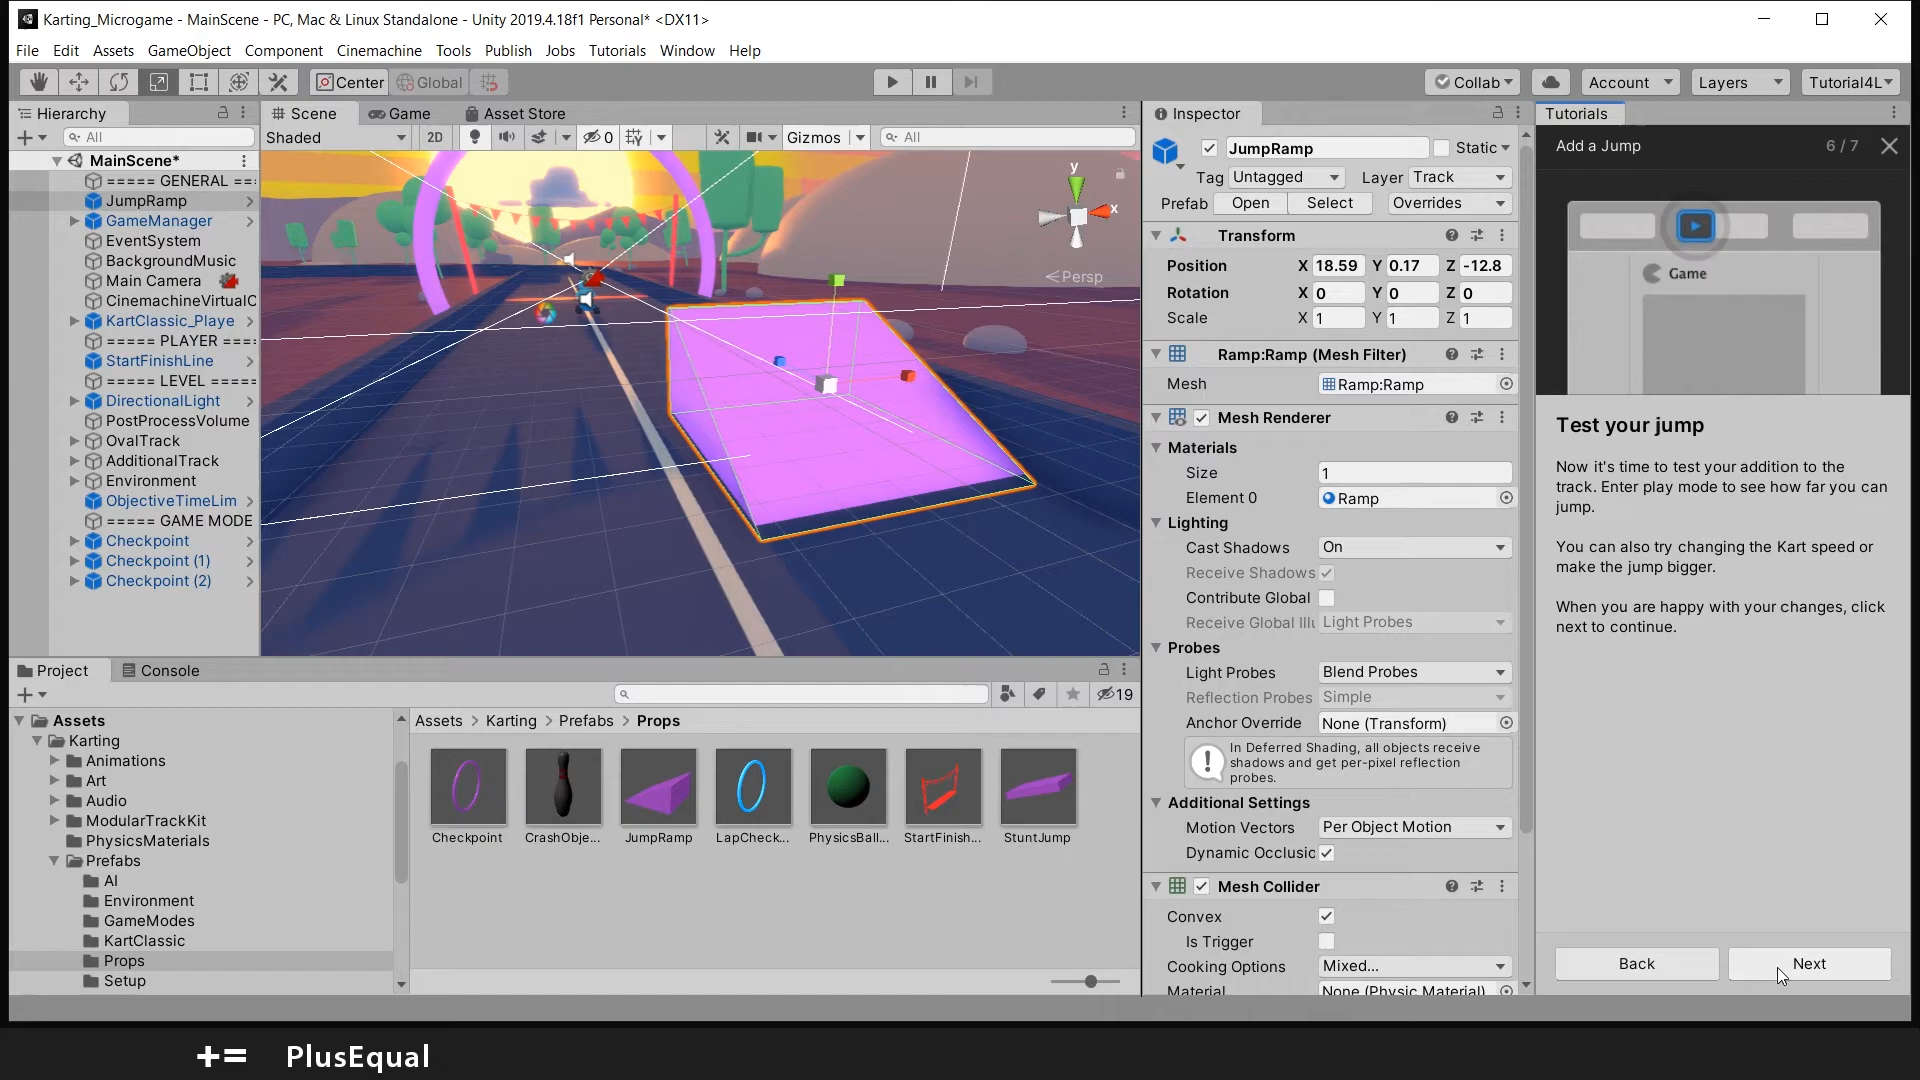 Karting_Microgame - MainScene - PC, Mac & Linux Standalone - Unity 2019.4.18f1 Personal* <DX11>
File Edit Assets GameObject Component Cinemachine Tools Publish Jobs Tutorials Window Help
Center Global Collab Account Layers Tutorial4L
Hierarchy
All
MainScene*
===== GENERAL ==
JumpRamp
GameManager
EventSystem
BackgroundMusic
Main Camera
CinemachineVirtualC
KartClassic_Playe
===== PLAYER ====
StartFinishLine
===== LEVEL =====
DirectionalLight
PostProcessVolume
OvalTrack
AdditionalTrack
Environment
ObjectiveTimeLim
===== GAME MODE
Checkpoint
Checkpoint (1)
Checkpoint (2)
Scene Game Asset Store
Shaded 2D 0 Gizmos All
y
x
Persp
Inspector
JumpRamp Static
Tag Untagged Layer Track
Prefab Open Select Overrides
Transform
Position X 18.59 Y 0.17 Z -12.8
Rotation X 0 Y 0 Z 0
Scale X 1 Y 1 Z 1
Ramp:Ramp (Mesh Filter)
Mesh Ramp:Ramp
Mesh Renderer
Materials
Size 1
Element 0 Ramp
Lighting
Cast Shadows On
Receive Shadows
Contribute Global
Receive Global Illu Light Probes
Probes
Light Probes Blend Probes
Reflection Probes Simple
Anchor Override None (Transform)
In Deferred Shading, all objects receive
shadows and get per-pixel reflection
probes.
Additional Settings
Motion Vectors Per Object Motion
Dynamic Occlusio
Mesh Collider
Convex
Is Trigger
Cooking Options Mixed...
Material None (Physic Material)
Tutorials
Add a Jump 6 / 7
Game
Test your jump
Now it's time to test your addition to the
track. Enter play mode to see how far you can
jump.
You can also try changing the Kart speed or
make the jump bigger.
When you are happy with your changes, click
next to continue.
Back Next
Project Console
19
Assets
Karting
Animations
Art
Audio
ModularTrackKit
PhysicsMaterials
Prefabs
AI
Environment
GameModes
KartClassic
Props
Setup
Assets > Karting > Prefabs > Props
Checkpoint CrashObje... JumpRamp LapCheck... PhysicsBall... StartFinish... StuntJump
+= PlusEqual